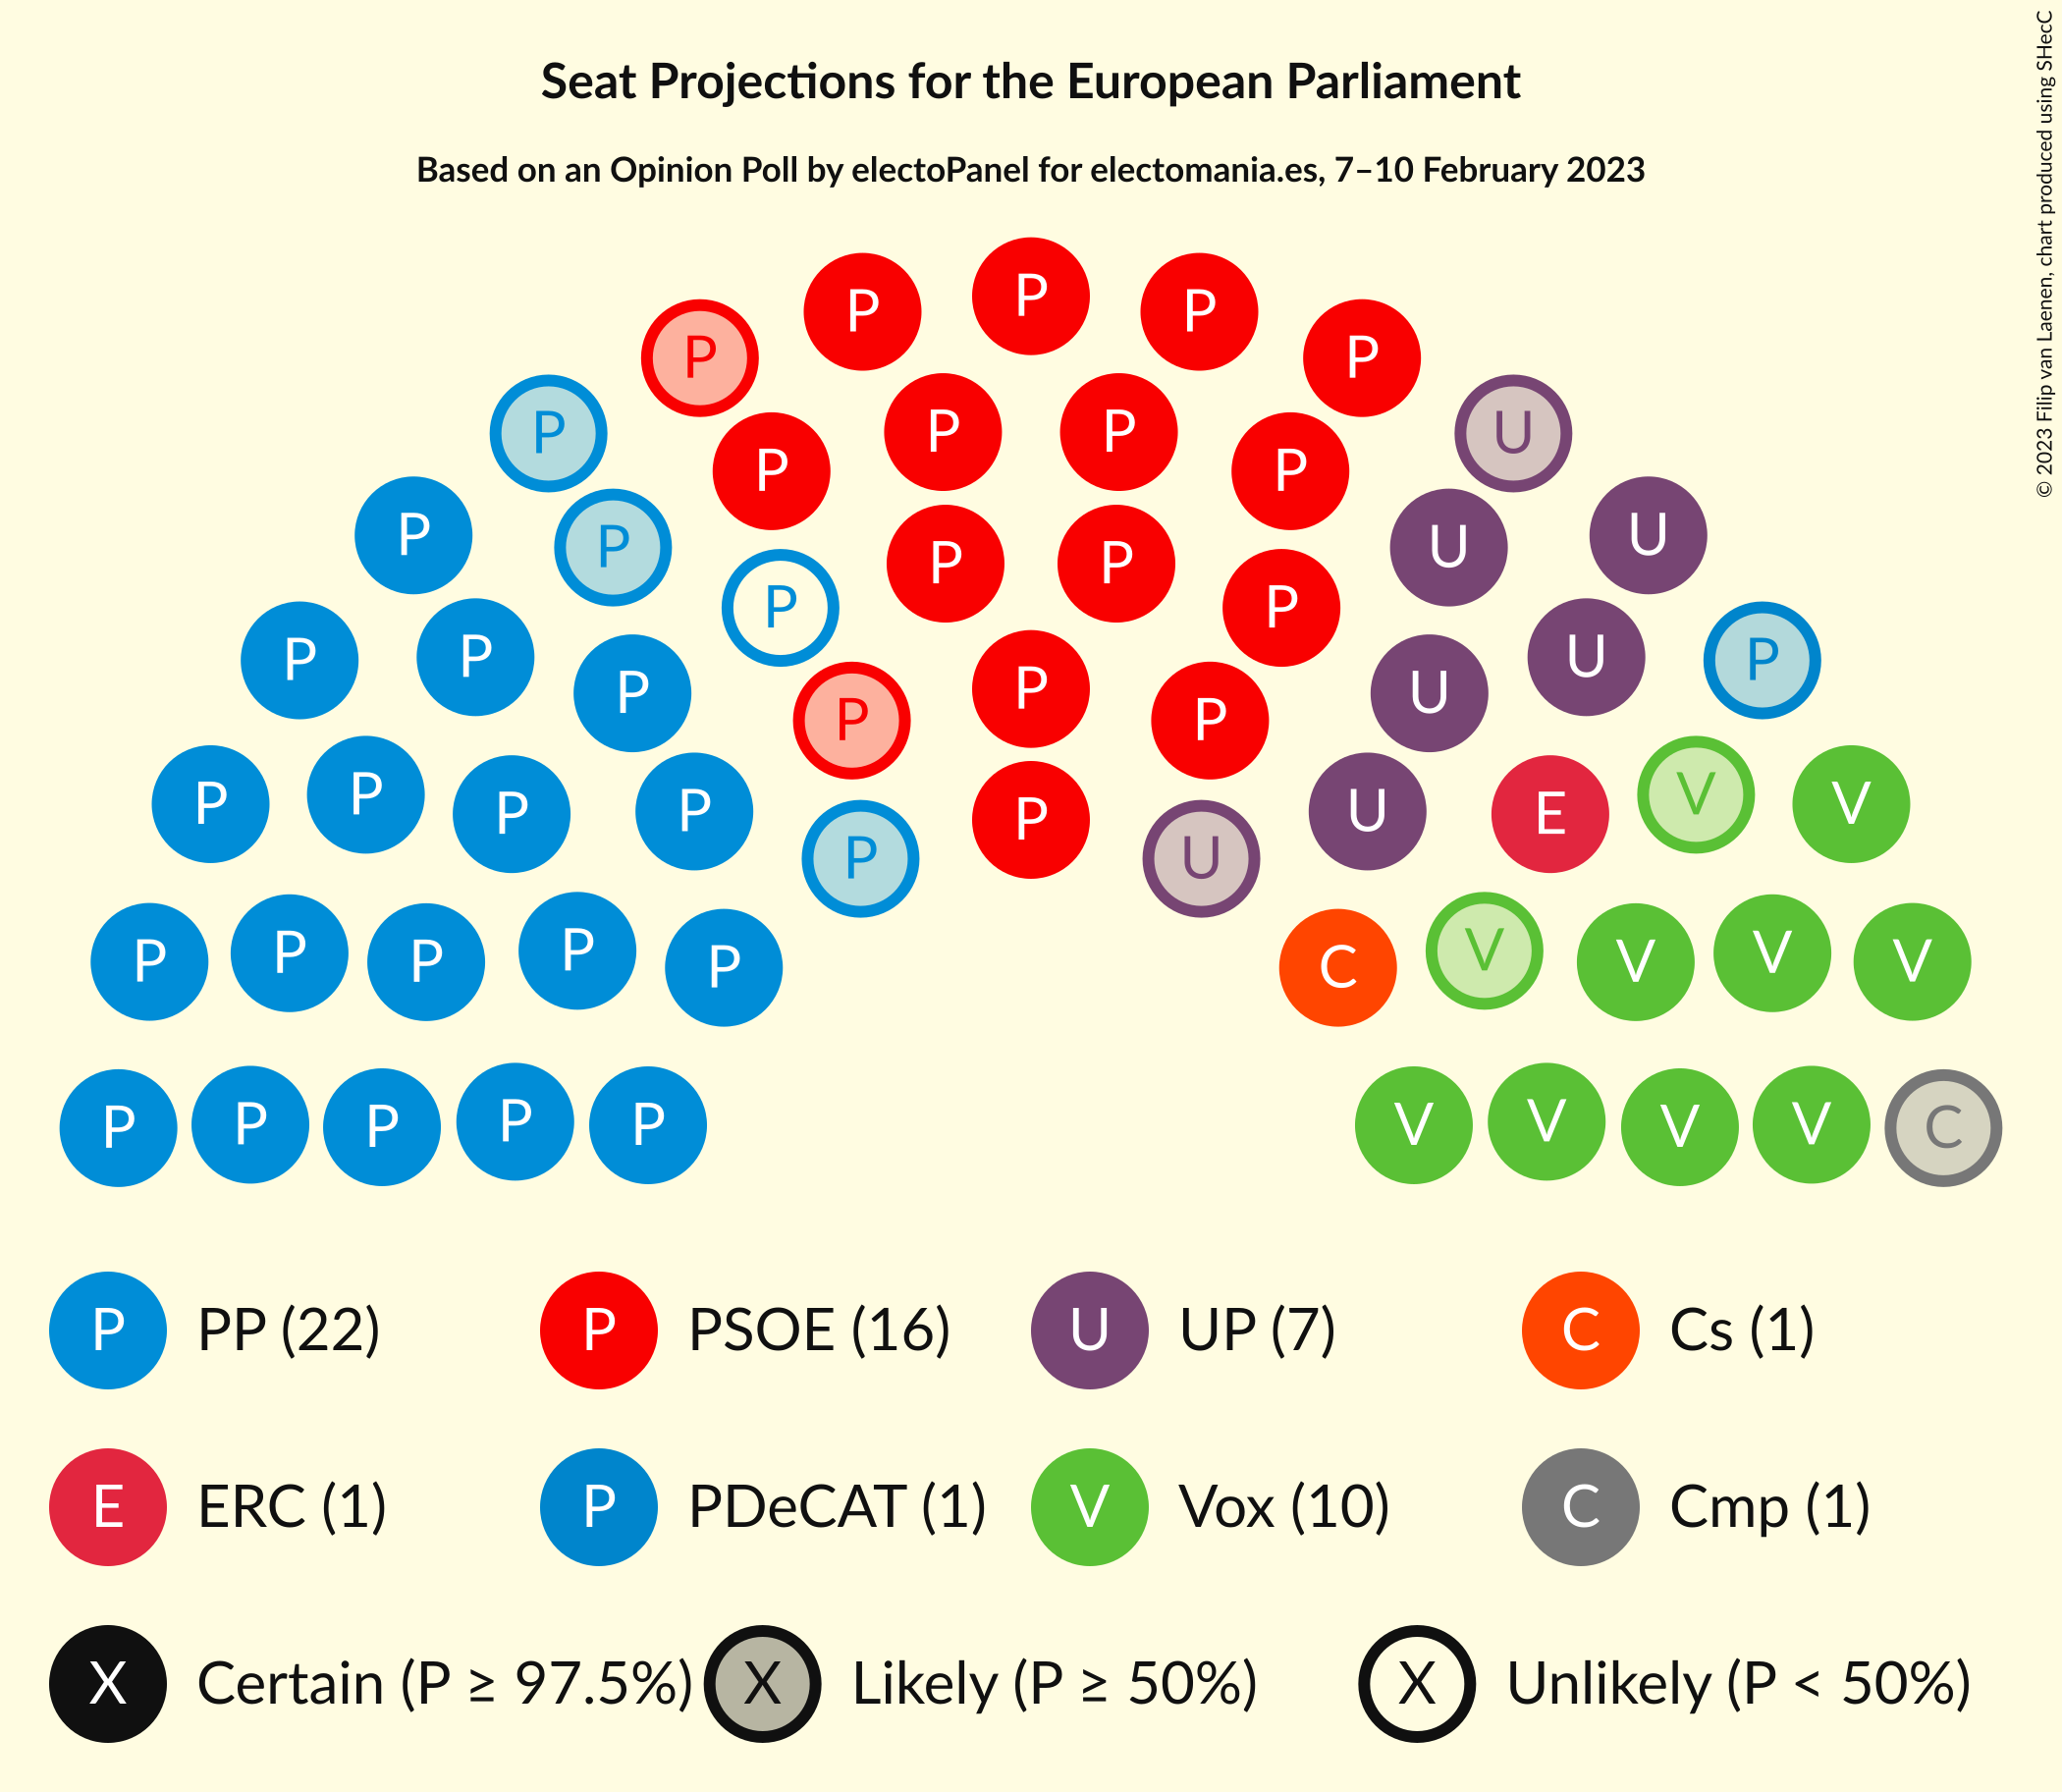 Seat Projections for the European Parliament
Based on an Opinion Poll by electoPanel for electomania.es, 7–10 February 2023
© 2023 Filip van Laenen, chart produced using SHecC
P
P P
P P
P P P U
P P
P P P P U U
P P
P P P P U U P
P P
P P P P P U E V V
P U
P P P P P C V V V V
P P P P P V V V V C
P PP (22) P PSOE (16) U UP (7) C Cs (1)
E ERC (1) P PDeCAT (1) V Vox (10) C Cmp (1)
X Certain (P ≥ 97.5%) X Likely (P ≥ 50%) X Unlikely (P < 50%)